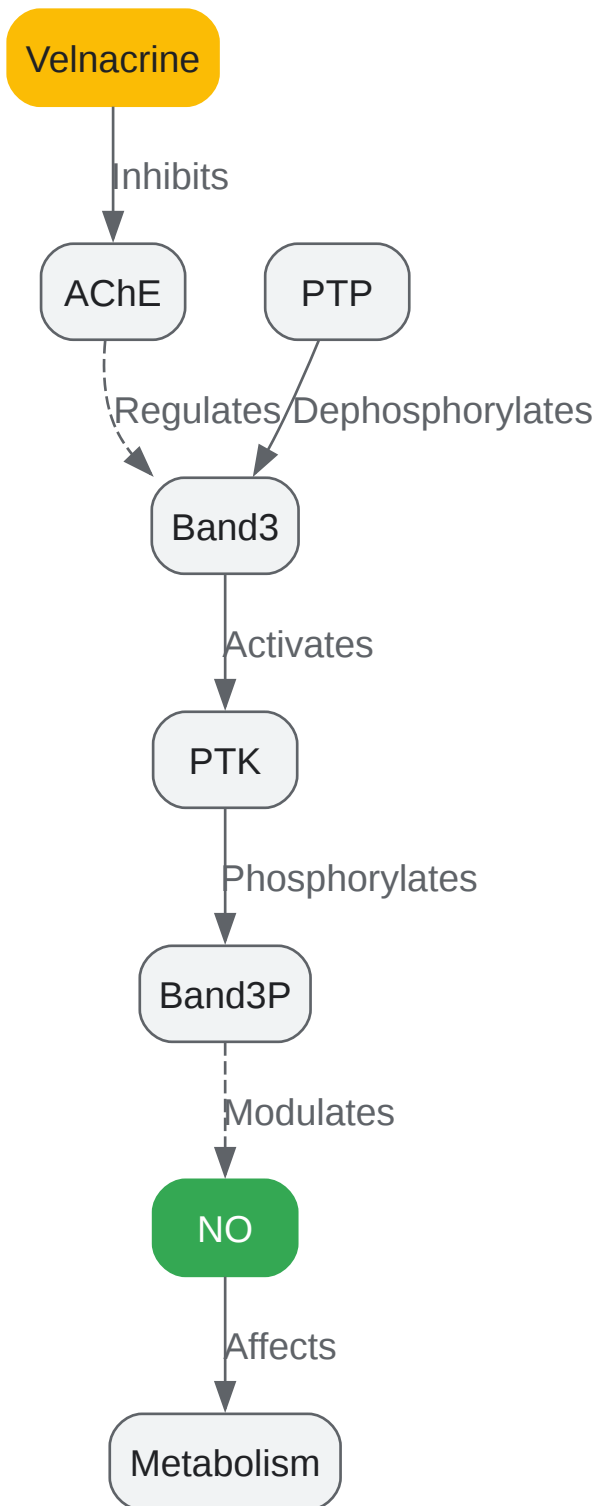 Velnacrine
Inhibits
AChE
PTP
Regulates
Dephosphorylates
Band3
Activates
PTK
Phosphorylates
Band3P
Modulates
NO
Affects
Metabolism